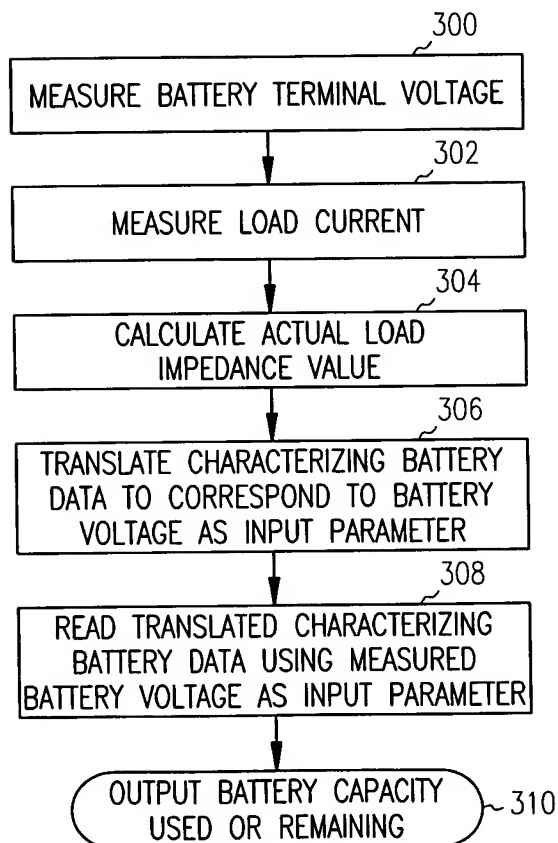 300
MEASURE BATTERY TERMINAL VOLTAGE
302
MEASURE LOAD CURRENT
304
CALCULATE ACTUAL LOAD
IMPEDANCE VALUE
306
TRANSLATE CHARACTERIZING BATTERY
DATA TO CORRESPOND TO BATTERY
VOLTAGE AS INPUT PARAMETER
308
READ TRANSLATED CHARACTERIZING
BATTERY DATA USING MEASURED
BATTERY VOLTAGE AS INPUT PARAMETER
OUTPUT BATTERY CAPACITY
USED OR REMAINING
310